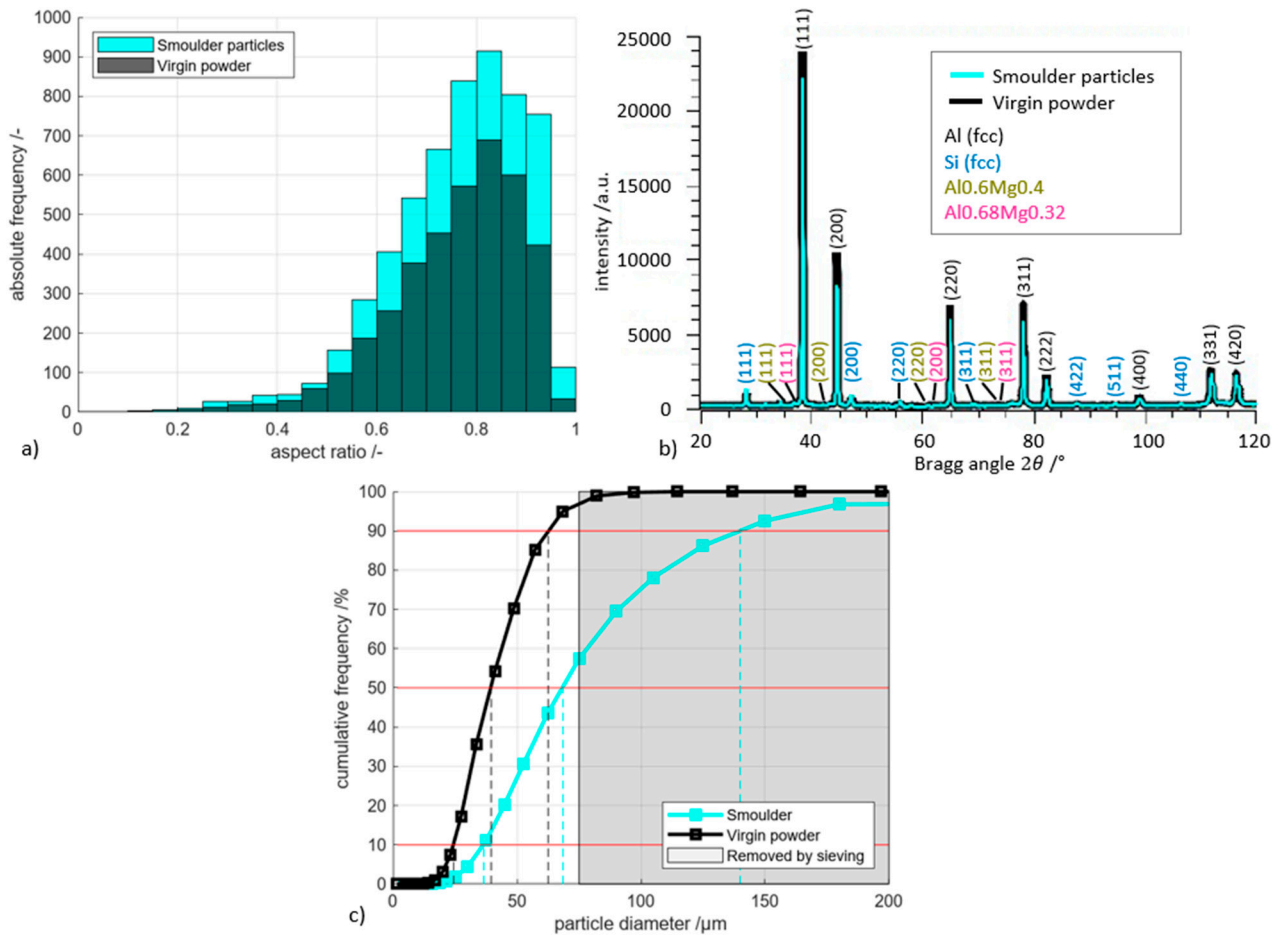 1000
900
800
700
600
500
400
300
200
100
0
absolute frequency /-
Smoulder particles
Virgin powder
0 0.2 0.4 0.6 0.8 1
aspect ratio /-
a)
25000
20000
15000
10000
5000
0
intensity /a.u.
Smoulder particles
Virgin powder
Al (fcc)
Si (fcc)
Al0.6Mg0.4
Al0.68Mg0.32
(111)
(200)
(220)
(311)
(222)
(400)
(331)
(420)
(111)
(111)
(111)
(200)
(200)
(220)
(220)
(200)
(311)
(311)
(311)
(422)
(511)
(440)
20 40 60 80 100 120
Bragg angle 2θ /°
b)
100
90
80
70
60
50
40
30
20
10
0
cumulative frequency /%
Smoulder
Virgin powder
Removed by sieving
0 50 100 150 200
particle diameter /μm
c)